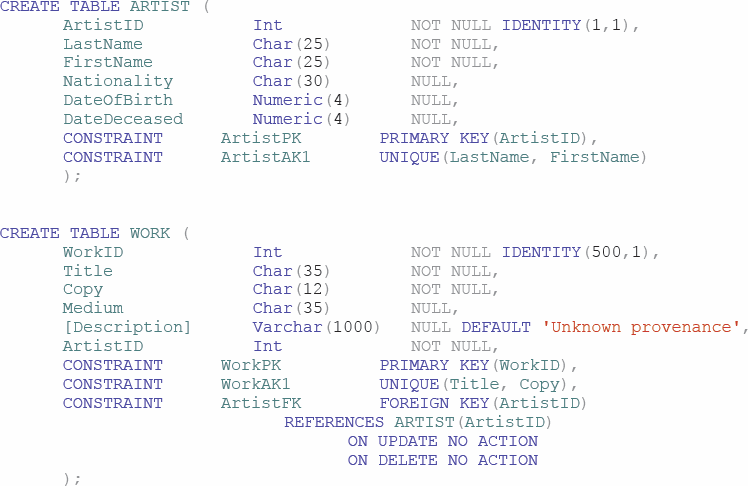 CREATE TABLE ARTIST (
ArtistID Int NOT NULL IDENTITY(1,1),
LastName Char(25) NOT NULL,
FirstName Char(25) NOT NULL,
Nationality Char(30) NULL,
DateOfBirth Numeric(4) NULL,
DateDeceased Numeric(4) NULL,
CONSTRAINT ArtistPK PRIMARY KEY(ArtistID),
CONSTRAINT ArtistAK1 UNIQUE(LastName, FirstName)
);
CREATE TABLE WORK (
WorkID Int NOT NULL IDENTITY(500,1),
Title Char(35) NOT NULL,
Copy Char(12) NOT NULL,
Medium Char(35) NULL,
[Description] Varchar(1000) NULL DEFAULT 'Unknown provenance',
ArtistID Int NOT NULL,
CONSTRAINT WorkPK PRIMARY KEY(WorkID),
CONSTRAINT WorkAK1 UNIQUE(Title, Copy),
CONSTRAINT ArtistFK FOREIGN KEY(ArtistID)
REFERENCES ARTIST(ArtistID)
ON UPDATE NO ACTION
ON DELETE NO ACTION
);